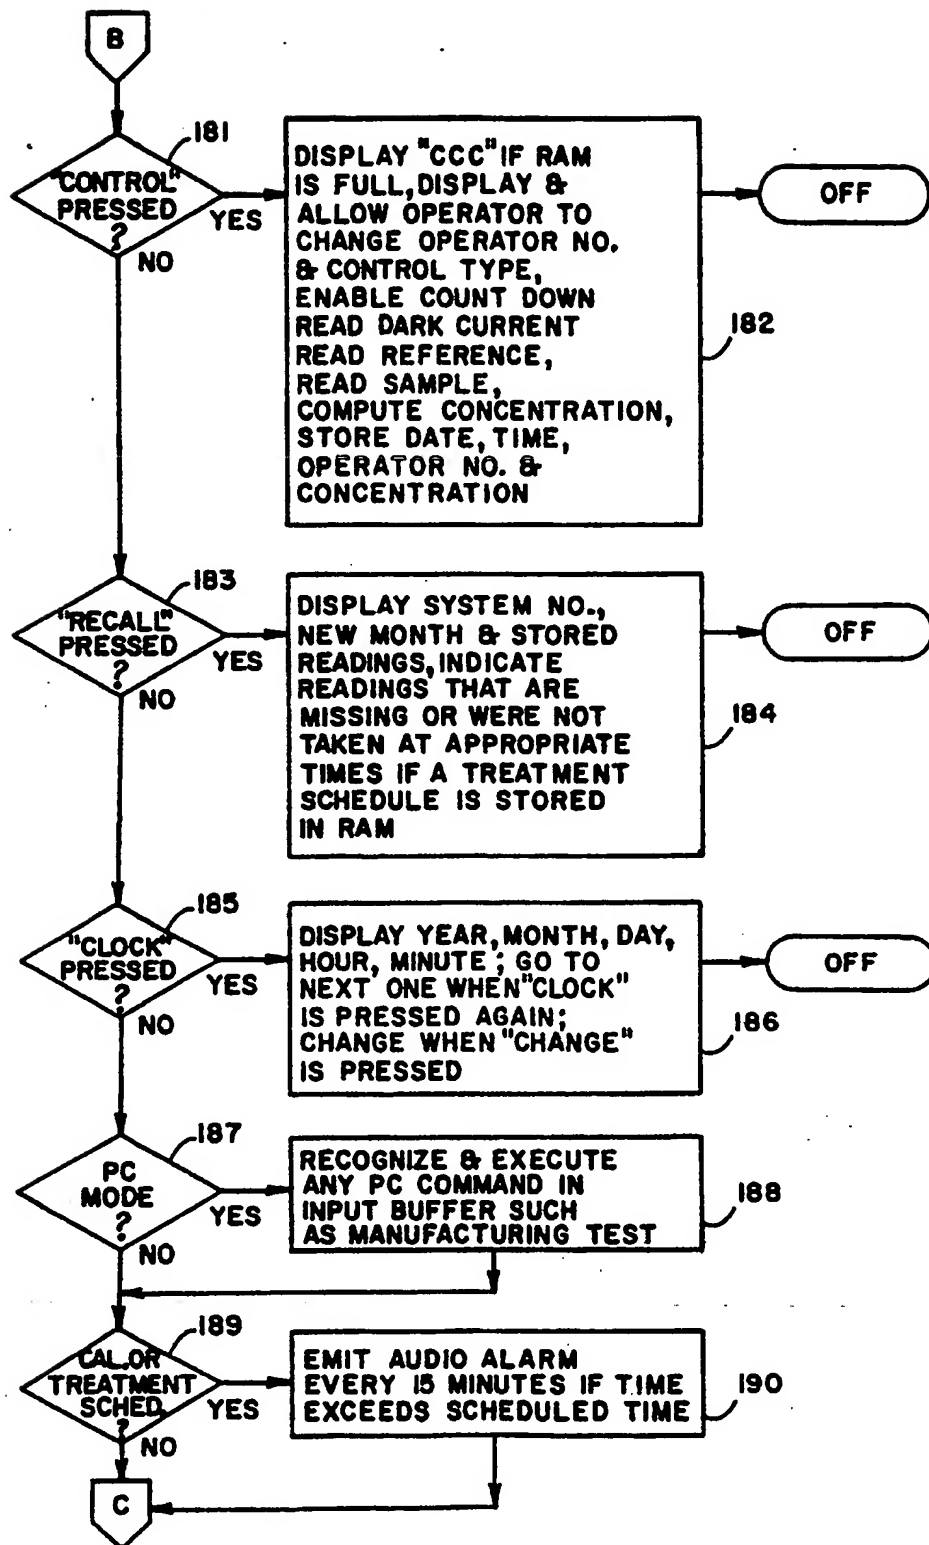 B
181
"CONTROL"
PRESSED
?
YES
NO
DISPLAY "CCC" IF RAM
IS FULL, DISPLAY &
ALLOW OPERATOR TO
CHANGE OPERATOR NO.
& CONTROL TYPE,
ENABLE COUNT DOWN
READ DARK CURRENT
READ REFERENCE,
READ SAMPLE,
COMPUTE CONCENTRATION,
STORE DATE, TIME,
OPERATOR NO. &
CONCENTRATION
182
OFF
183
"RECALL"
PRESSED
?
YES
NO
DISPLAY SYSTEM NO.,
NEW MONTH & STORED
READINGS, INDICATE
READINGS THAT ARE
MISSING OR WERE NOT
TAKEN AT APPROPRIATE
TIMES IF A TREATMENT
SCHEDULE IS STORED
IN RAM
184
OFF
185
"CLOCK"
PRESSED
?
YES
NO
DISPLAY YEAR, MONTH, DAY,
HOUR, MINUTE; GO TO
NEXT ONE WHEN "CLOCK"
IS PRESSED AGAIN;
CHANGE WHEN "CHANGE"
IS PRESSED
186
OFF
187
PC
MODE
?
YES
NO
RECOGNIZE & EXECUTE
ANY PC COMMAND IN
INPUT BUFFER SUCH
AS MANUFACTURING TEST
188
189
CAL. OR
TREATMENT
SCHED.
?
YES
NO
EMIT AUDIO ALARM
EVERY 15 MINUTES IF TIME
EXCEEDS SCHEDULED TIME
190
C